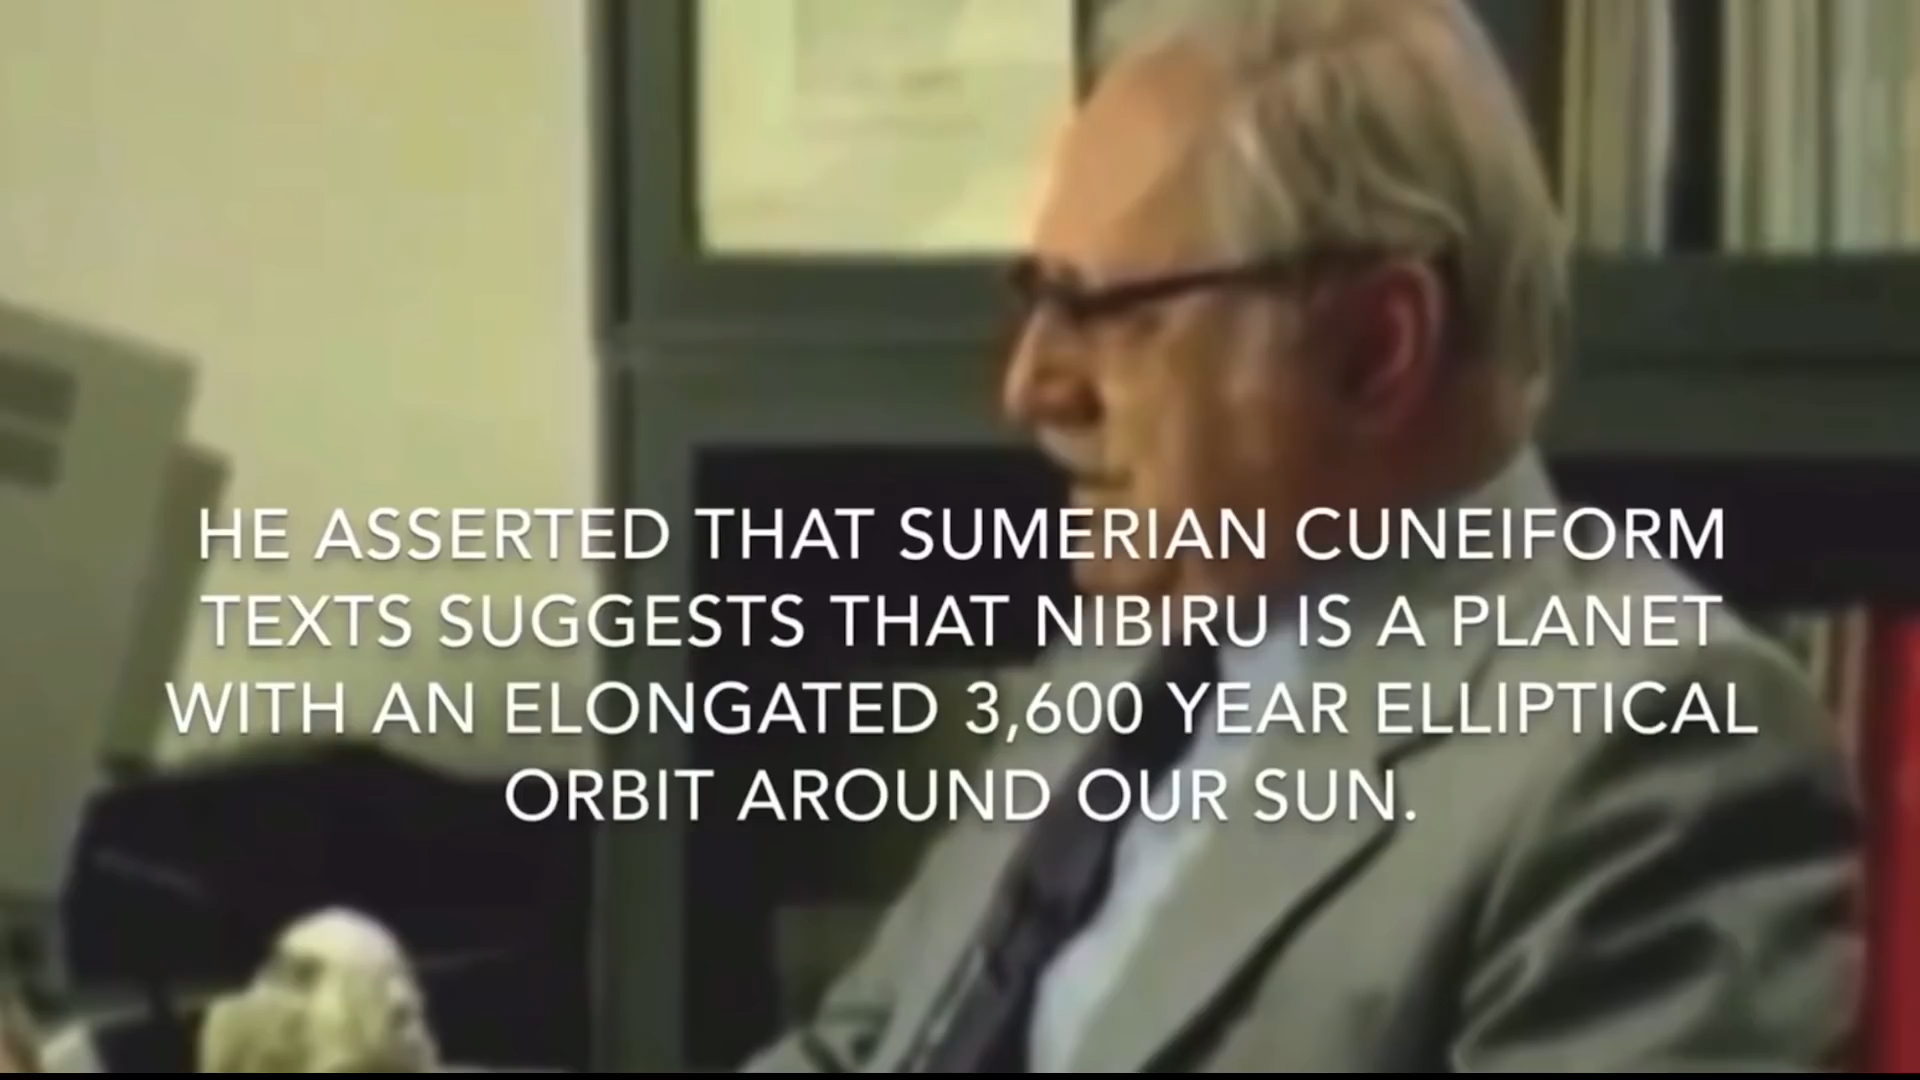 HE ASSERTED THAT SUMERIAN CUNEIFORM
TEXTS SUGGESTS THAT NIBIRU IS A PLANET
WITH AN ELONGATED 3,600 YEAR ELLIPTICAL
ORBIT AROUND OUR SUN.